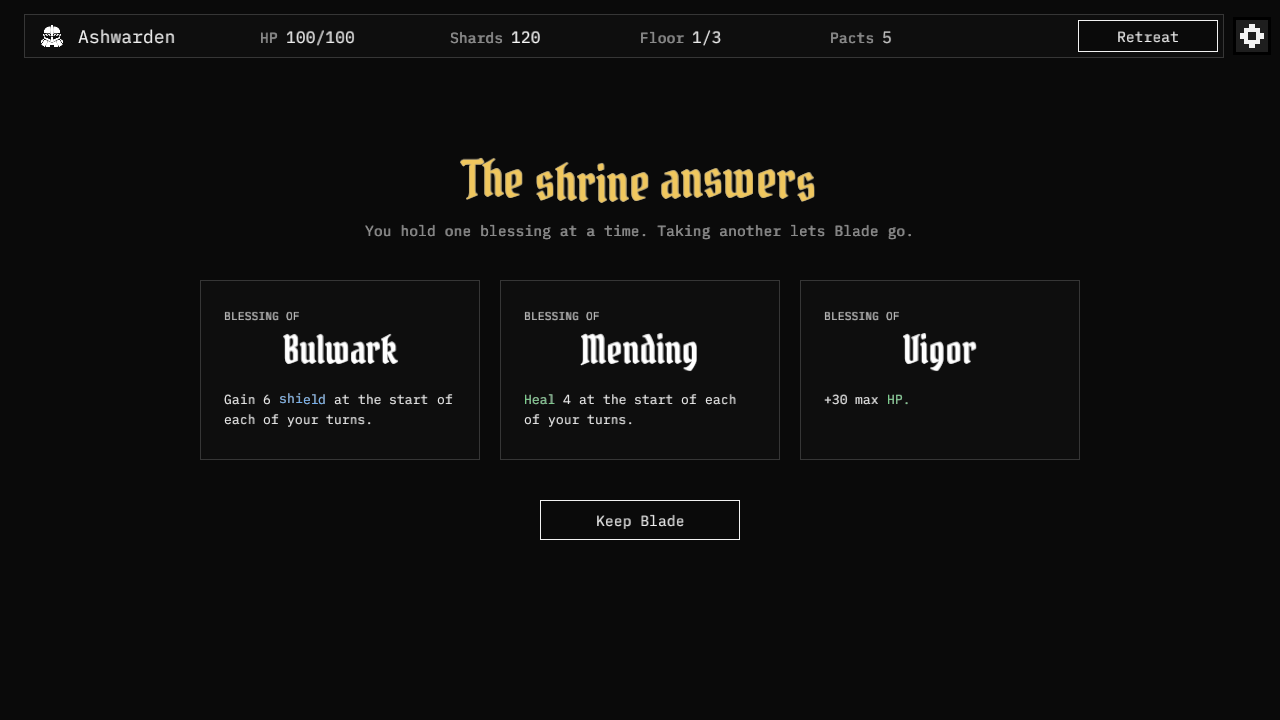 Ashwarden HP 100/100 Shards 120 Floor 1/3 Pacts 5 Retreat
The shrine answers
You hold one blessing at a time. Taking another lets Blade go.
BLESSING OF
Bulwark
Gain 6 shield at the start of
each of your turns.
BLESSING OF
Mending
Heal 4 at the start of each
of your turns.
BLESSING OF
Vigor
+30 max HP.
Keep Blade